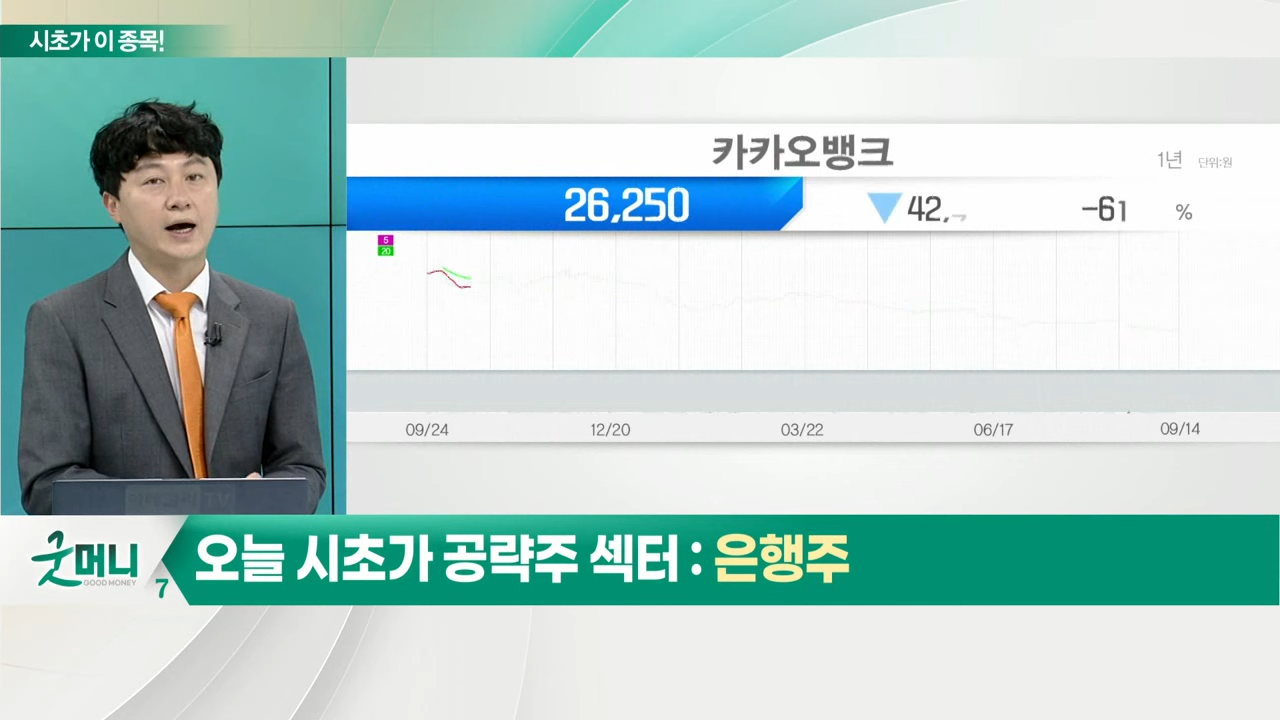 시초가 이 종목!
카카오뱅크
1년 단위:원
26,250
▼ 42, -61 %
5
20
09/24 12/20 03/22 06/17 09/14
굿머니
GOOD MONEY
7
오늘 시초가 공략주 섹터 : 은행주